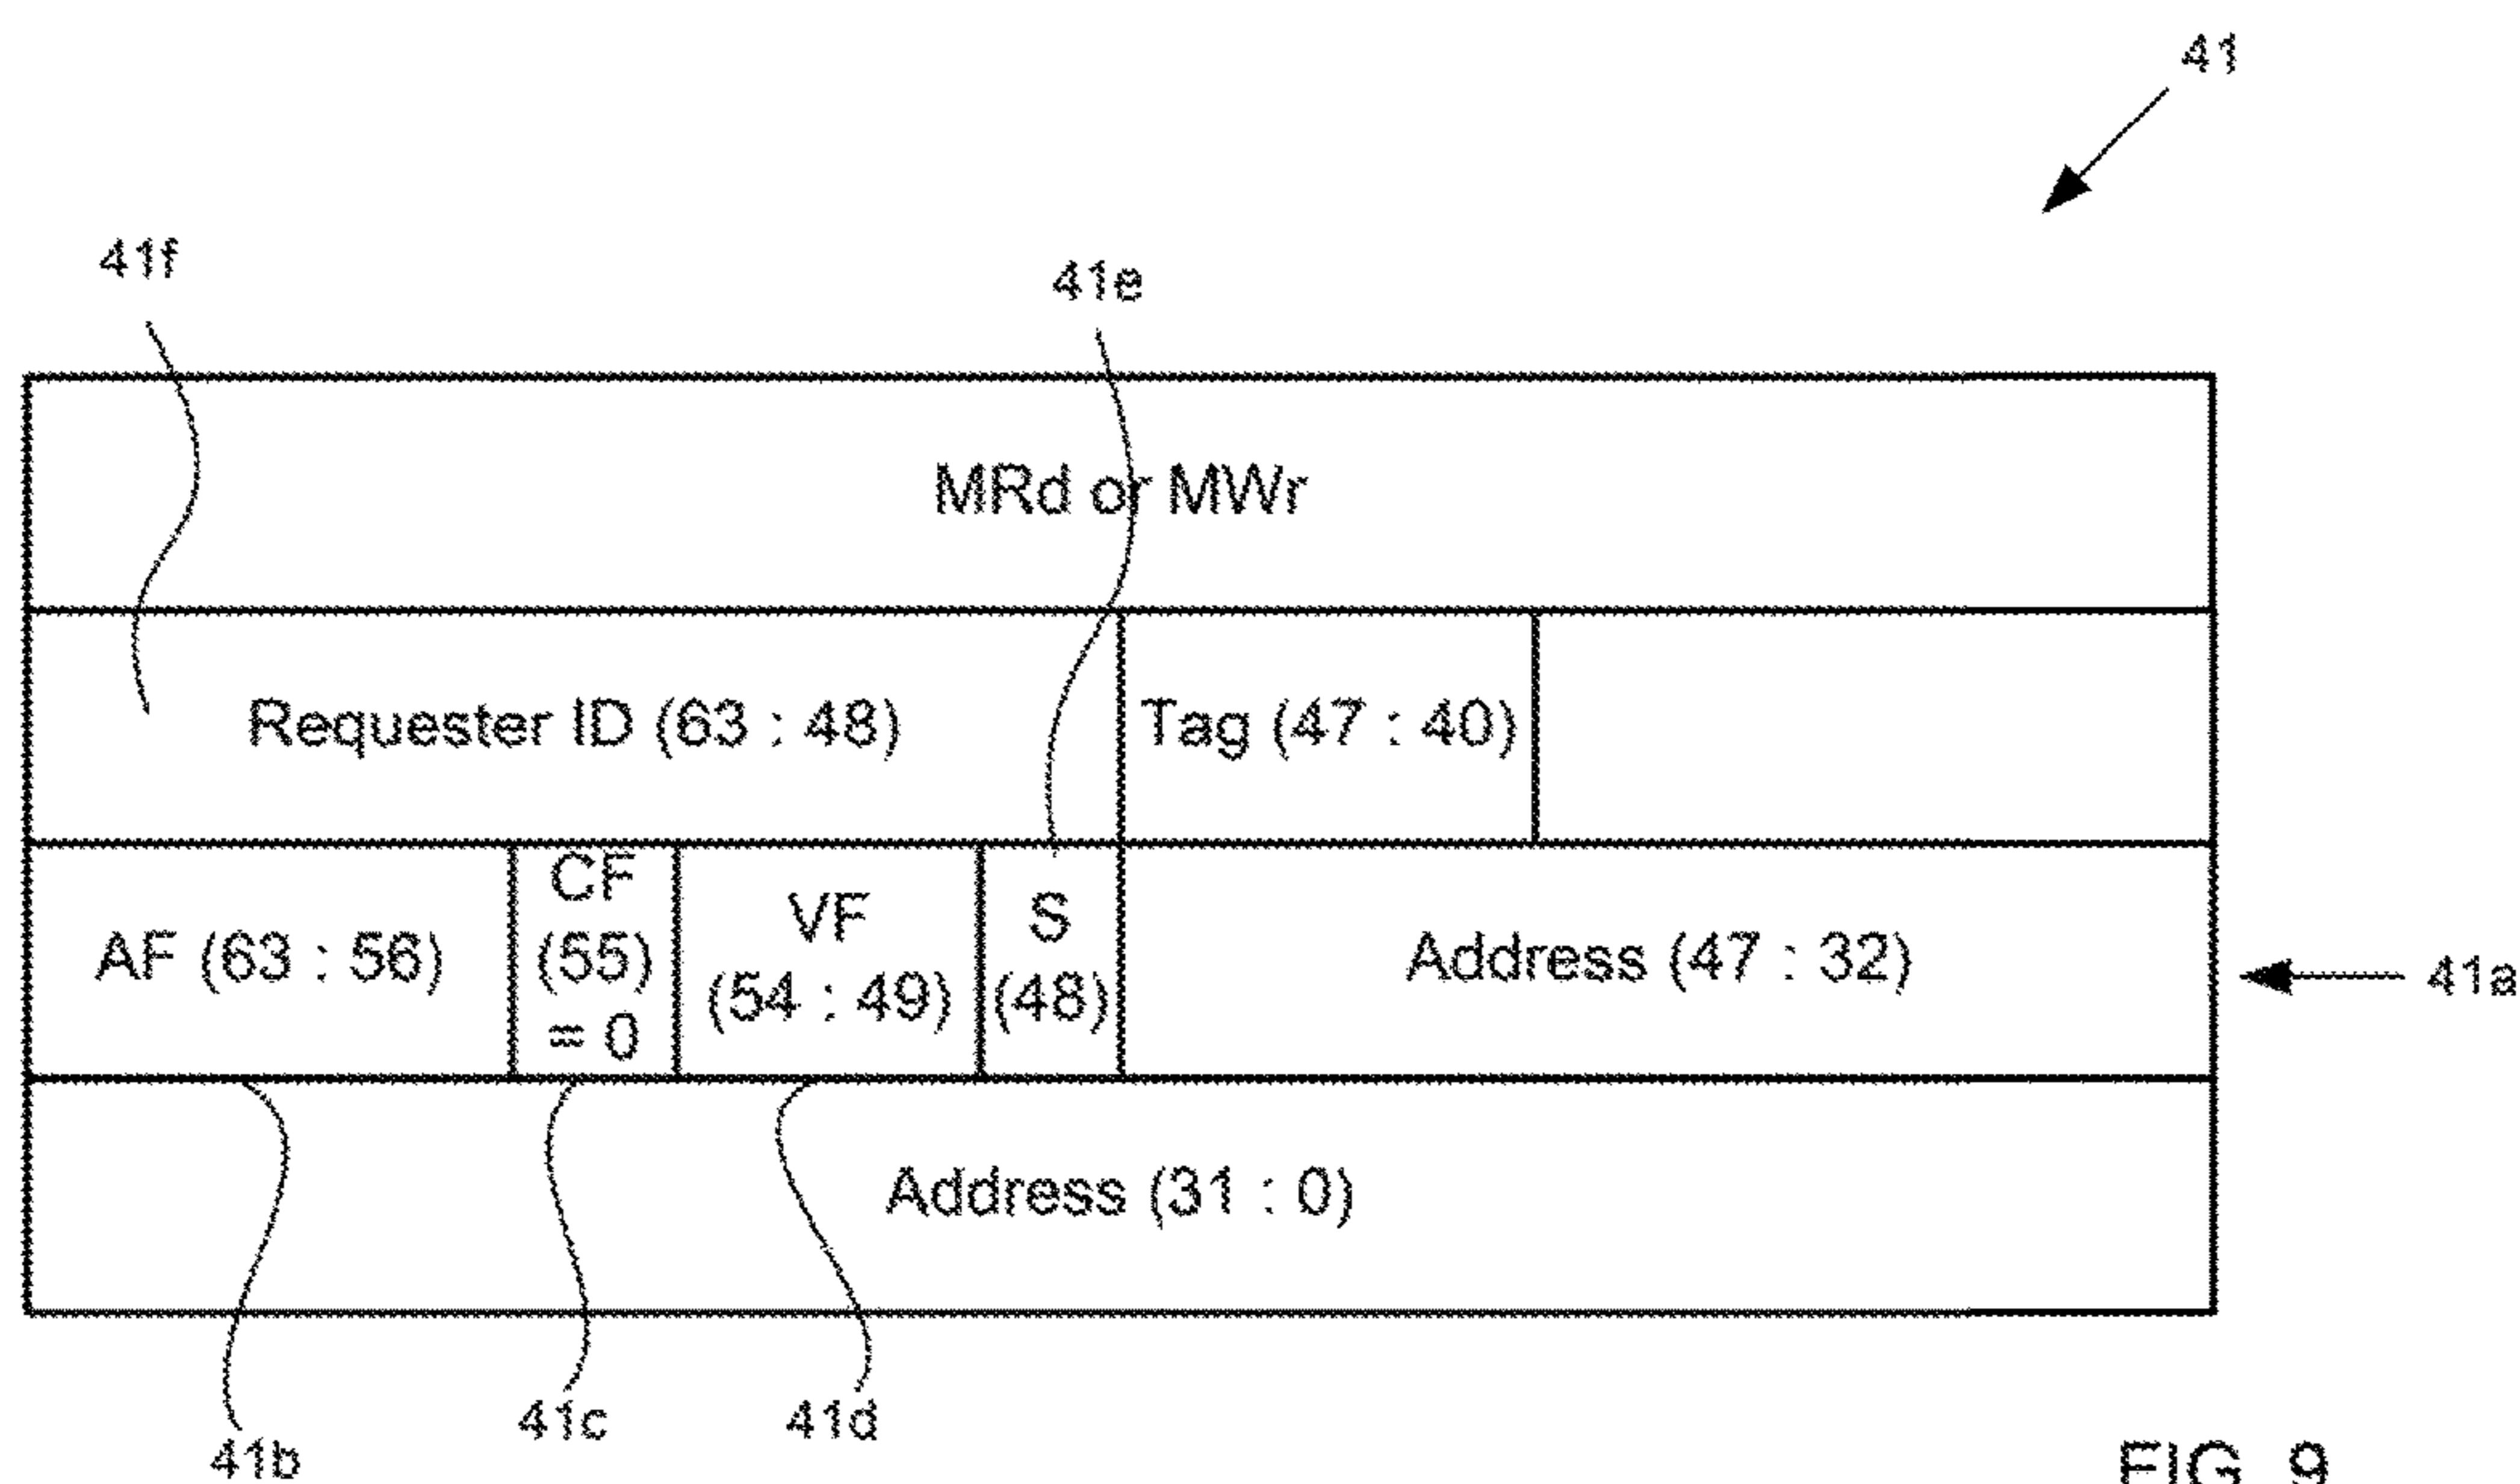 41
41f
41e
MRd or MWr
Requester ID (63 : 48)
Tag (47 : 40)
AF (63 : 56)
CF
(55)
= 0
VF
(54 : 49)
S
(48)
Address (47 : 32)
41a
Address (31 : 0)
41b
41c
41d
FIG. 9